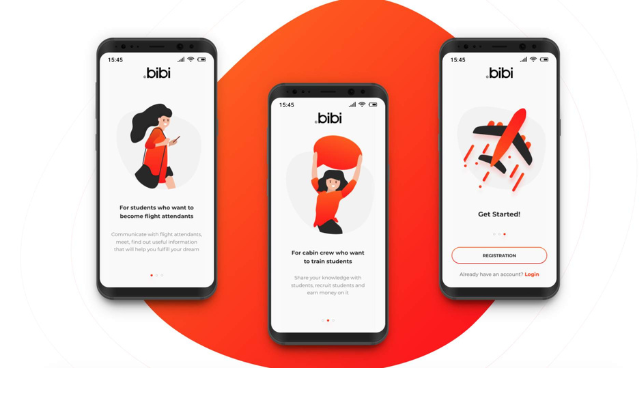 15:45
.bibi
For students who want to
become flight attendants
Communicate with flight attendants,
meet, find out useful information
that will help you fulfill your dream
15:45
.bibi
For cabin crew who want
to train students
Share your knowledge with
students, recruit students and
earn money on it
15:45
.bibi
Get Started!
REGISTRATION
Already have an account? Login